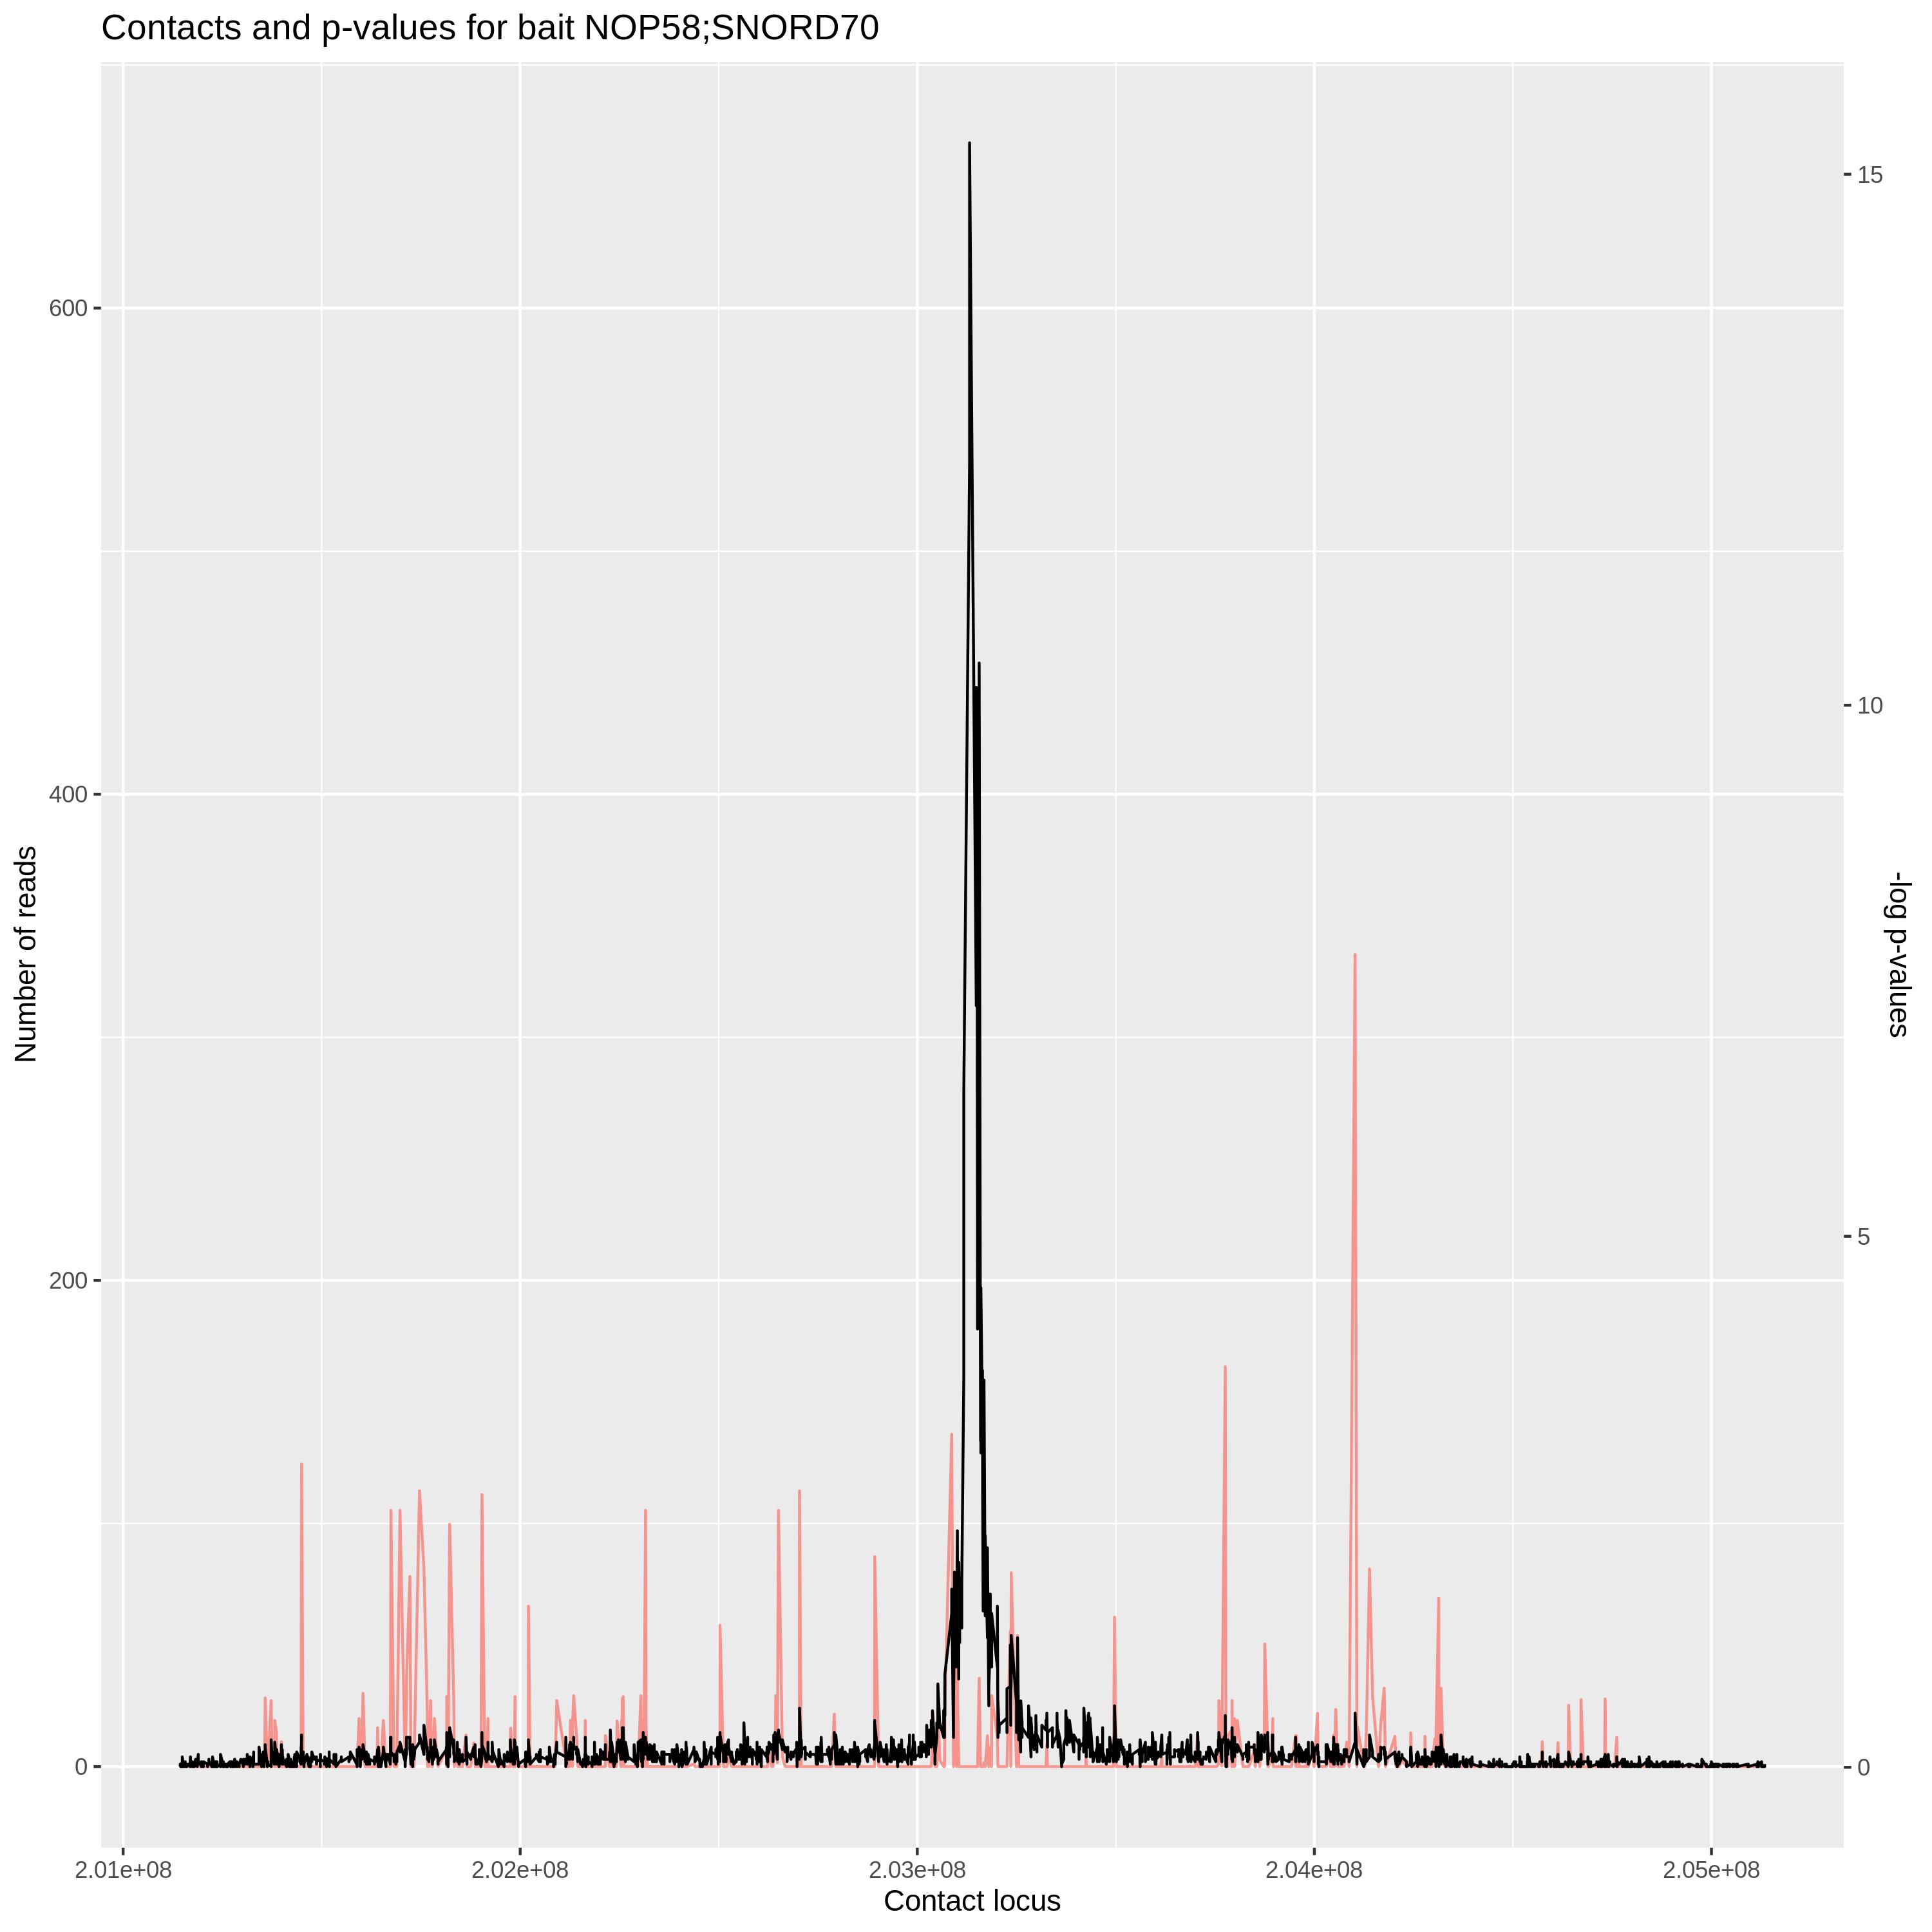 Contacts and p-values for bait NOP58;SNORD70
600
400
200
0
15
10
5
0
Number of reads
-log p-values
2.01e+08
2.02e+08
2.03e+08
2.04e+08
2.05e+08
Contact locus